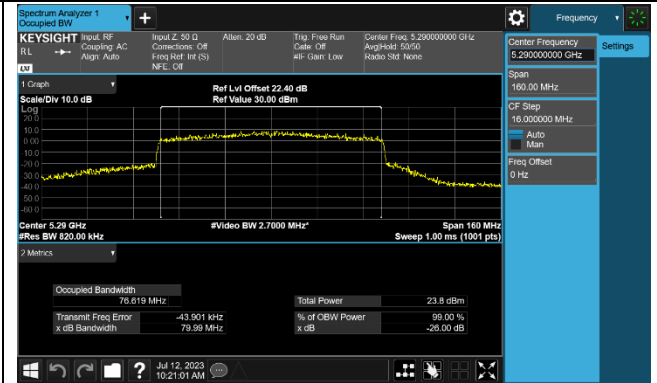 Spectrum Analyzer 1
Occupied BW
+
Frequency
KEYSIGHT
RL
LXI
Input: RF
Coupling: AC
Align: Auto
Input Z: 50 Ω
Corrections: Off
Freq Ref: Int (S)
NFE: Off
Atten: 20 dB
Trig: Free Run
Gate: Off
#IF Gain: Low
Center Freq: 5.290000000 GHz
Avg|Hold: 50/50
Radio Std: None
Center Frequency
5.290000000 GHz
Settings
Span
160.00 MHz
CF Step
16.000000 MHz
Auto
Man
Freq Offset
0 Hz
1 Graph
Scale/Div 10.0 dB
Ref Lvl Offset 22.40 dB
Ref Value 30.00 dBm
Log
20.0
10.0
0.00
-10.0
-20.0
-30.0
-40.0
-50.0
-60.0
Center 5.29 GHz
#Res BW 820.00 kHz
#Video BW 2.7000 MHz*
Span 160 MHz
Sweep 1.00 ms (1001 pts)
2 Metrics
Occupied Bandwidth
76.619 MHz
Total Power 23.8 dBm
Transmit Freq Error -43.901 kHz
% of OBW Power 99.00 %
x dB Bandwidth 79.99 MHz
x dB -26.00 dB
?
Jul 12, 2023
10:21:01 AM